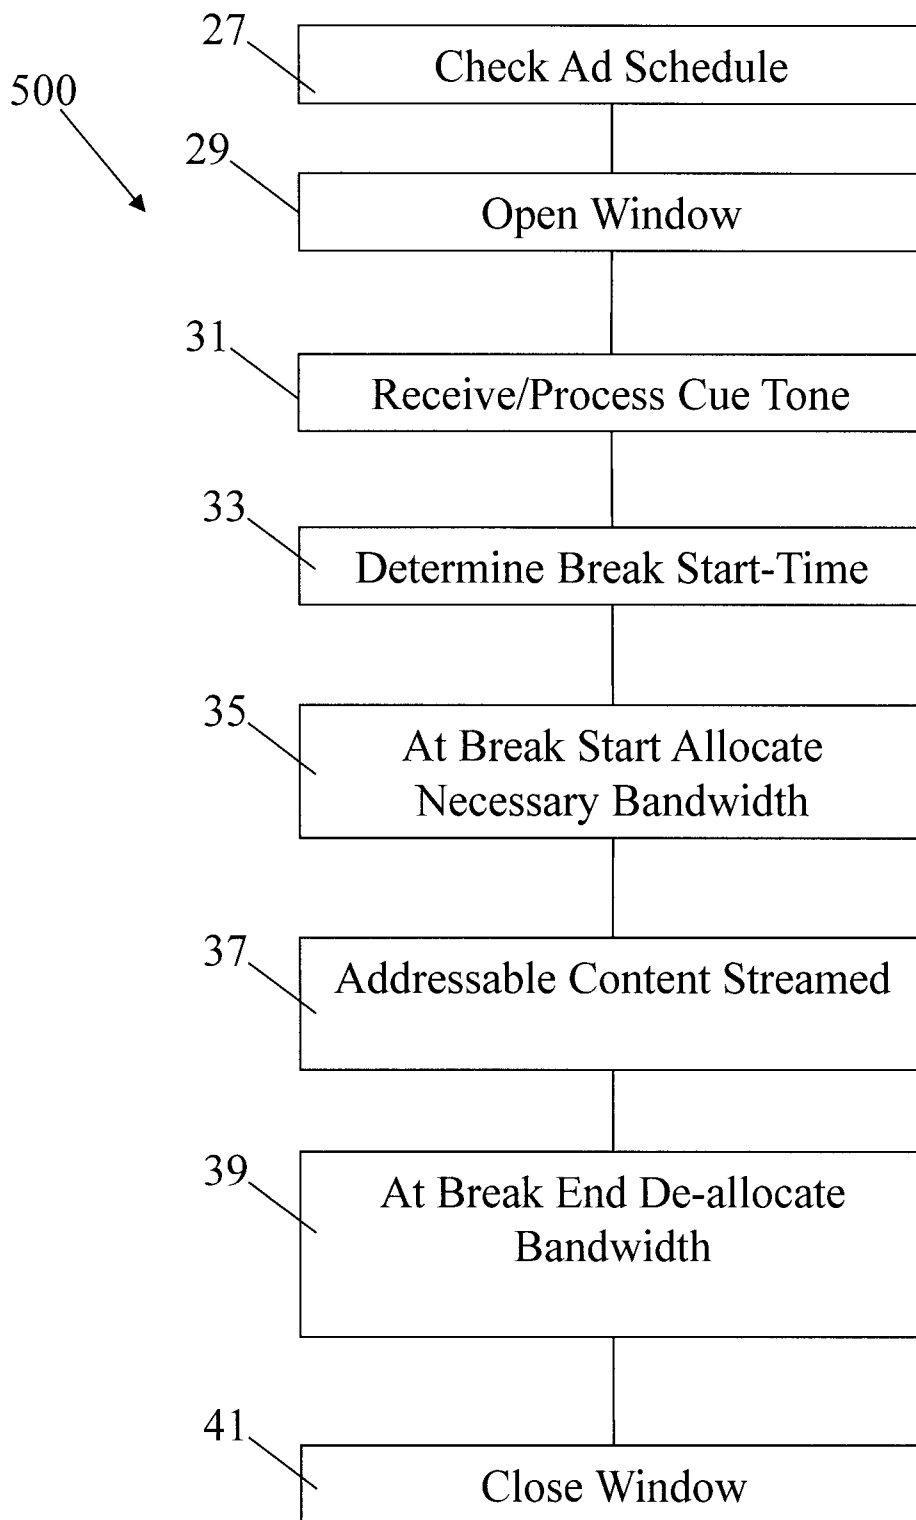 500
27
Check Ad Schedule
29
Open Window
31
Receive/Process Cue Tone
33
Determine Break Start-Time
35
At Break Start Allocate
Necessary Bandwidth
37
Addressable Content Streamed
39
At Break End De-allocate
Bandwidth
41
Close Window